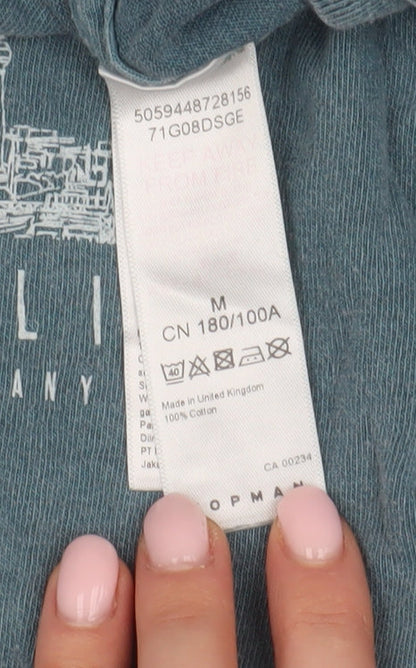 5059448728156
71G08DSGE
KEEP AWAY
FROM FIRE
M
CN 180/100A
40
Made in United Kingdom
100% Cotton
CA 00234
OPMAN
L I
ANY